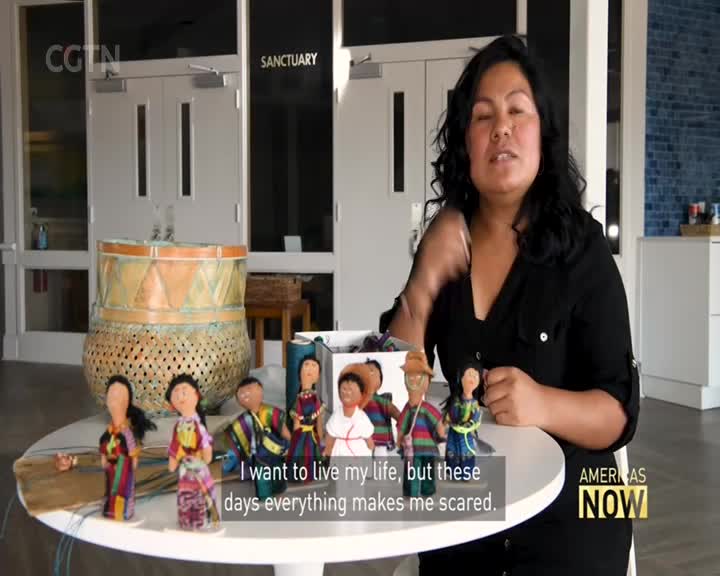 CGTN
SANCTUARY
I want to live my life, but these
days everything makes me scared.
AMERICAS
NOW